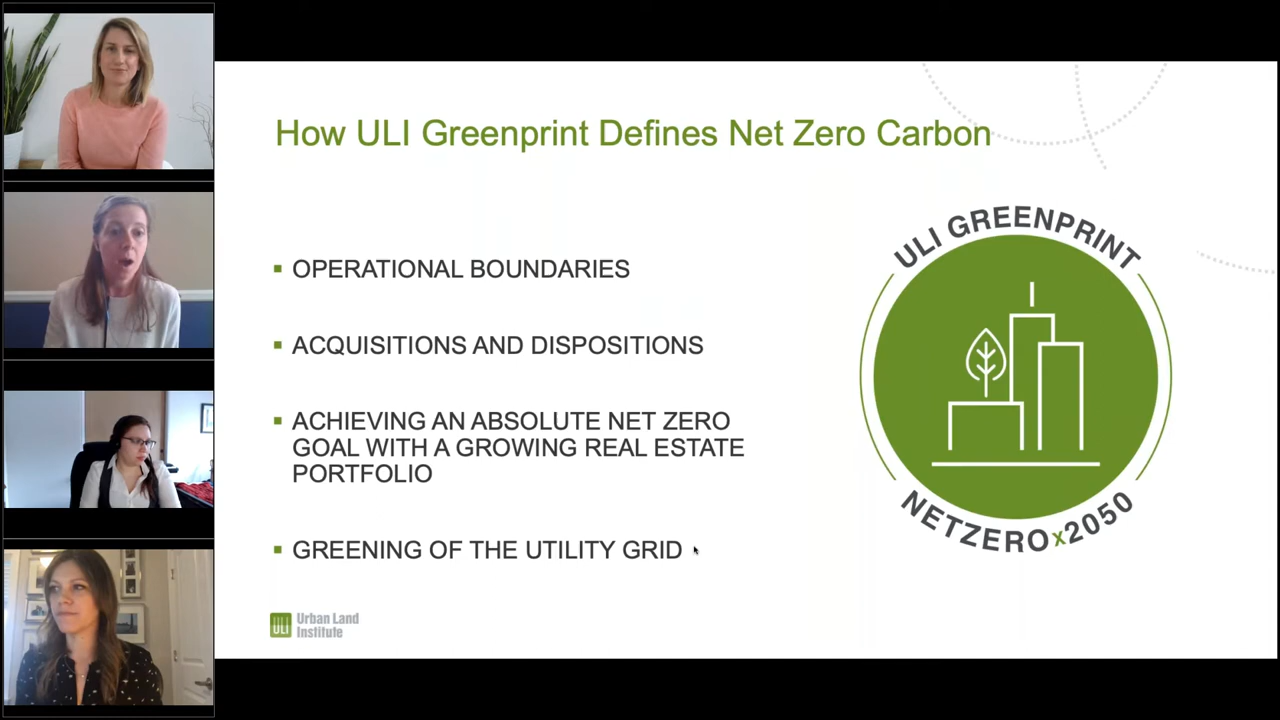 How ULI Greenprint Defines Net Zero Carbon
▪ OPERATIONAL BOUNDARIES
▪ ACQUISITIONS AND DISPOSITIONS
▪ ACHIEVING AN ABSOLUTE NET ZERO
GOAL WITH A GROWING REAL ESTATE
PORTFOLIO
▪ GREENING OF THE UTILITY GRID
ULI GREENPRINT
NETZEROx2050
ULI
Urban Land
Institute